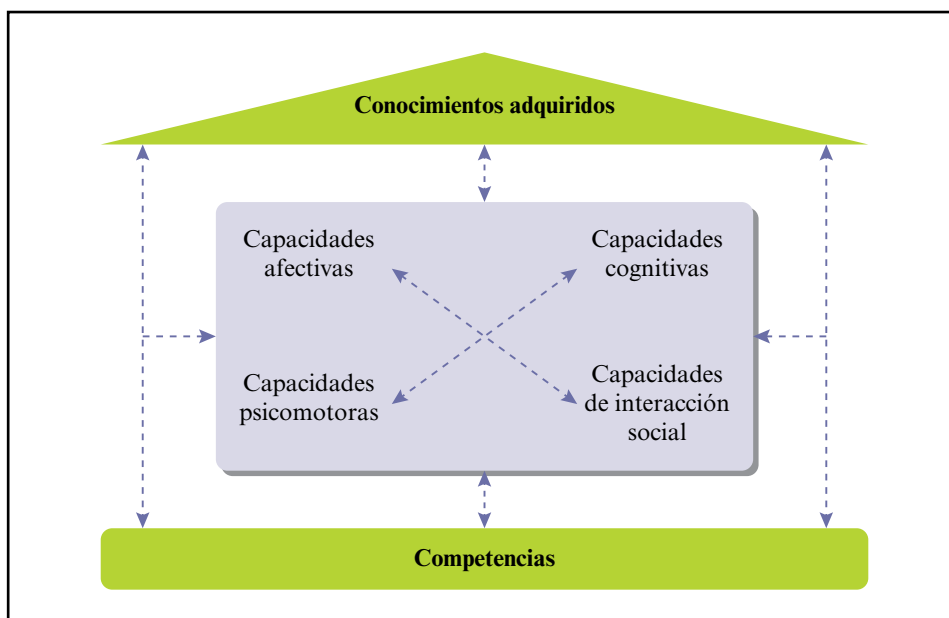 Conocimientos adquiridos
Capacidades
afectivas
Capacidades
cognitivas
Capacidades
psicomotoras
Capacidades
de interacción
social
Competencias